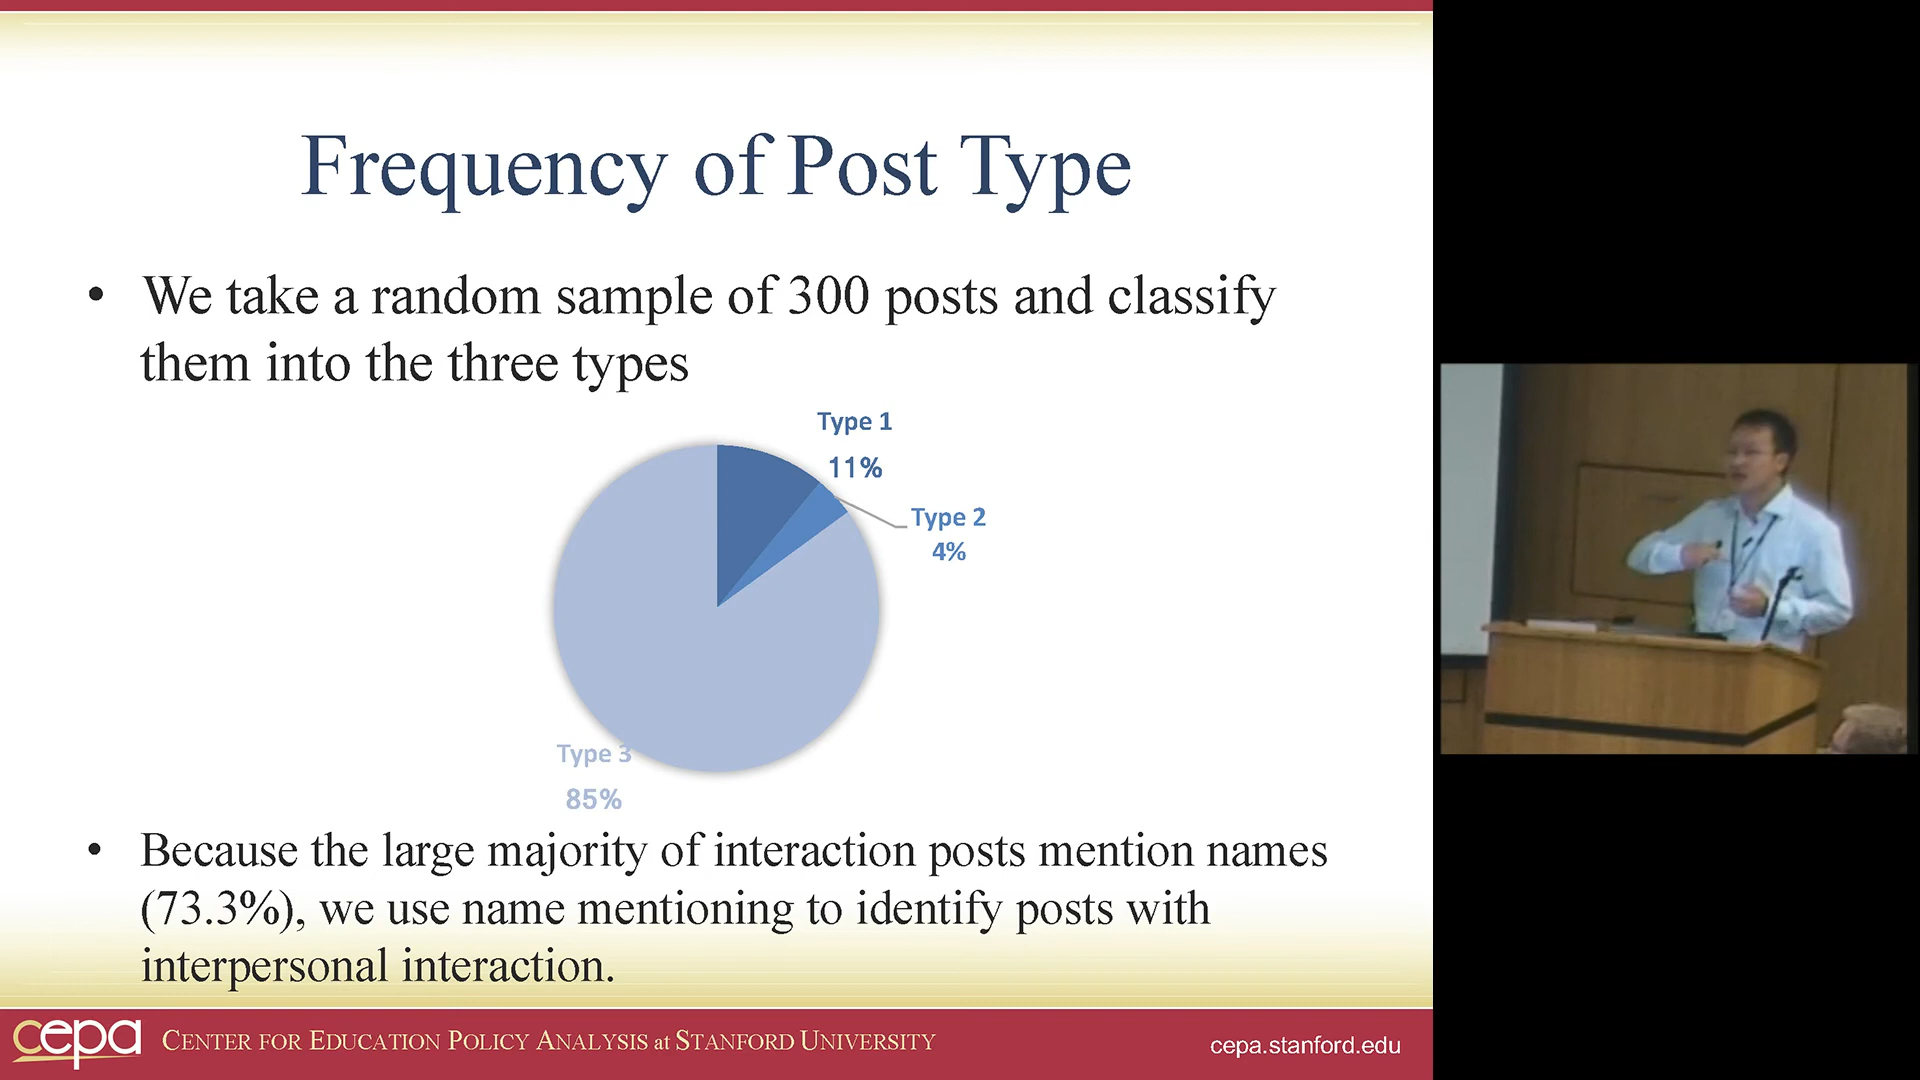 Frequency of Post Type
• We take a random sample of 300 posts and classify
them into the three types
Type 1
11%
Type 2
4%
Type 3
85%
• Because the large majority of interaction posts mention names
(73.3%), we use name mentioning to identify posts with
interpersonal interaction.
cepa CENTER FOR EDUCATION POLICY ANALYSIS at STANFORD UNIVERSITY
cepa.stanford.edu